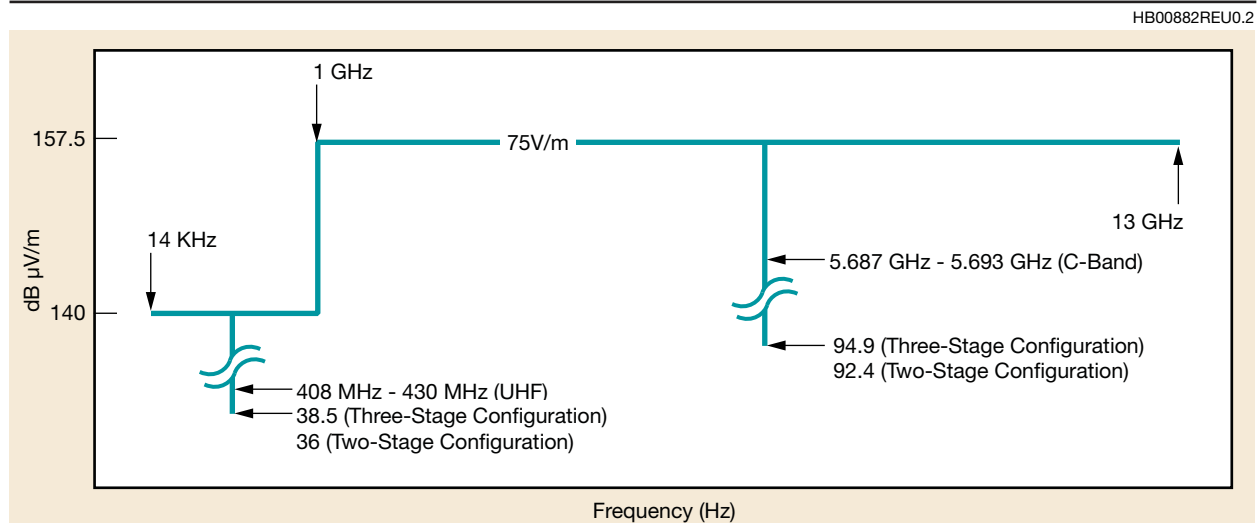 HB00882REU0.2
1 GHz
157.5
75V/m
13 GHz
14 KHz
dB µV/m
5.687 GHz - 5.693 GHz (C-Band)
140
94.9 (Three-Stage Configuration)
92.4 (Two-Stage Configuration)
408 MHz - 430 MHz (UHF)
38.5 (Three-Stage Configuration)
36 (Two-Stage Configuration)
Frequency (Hz)